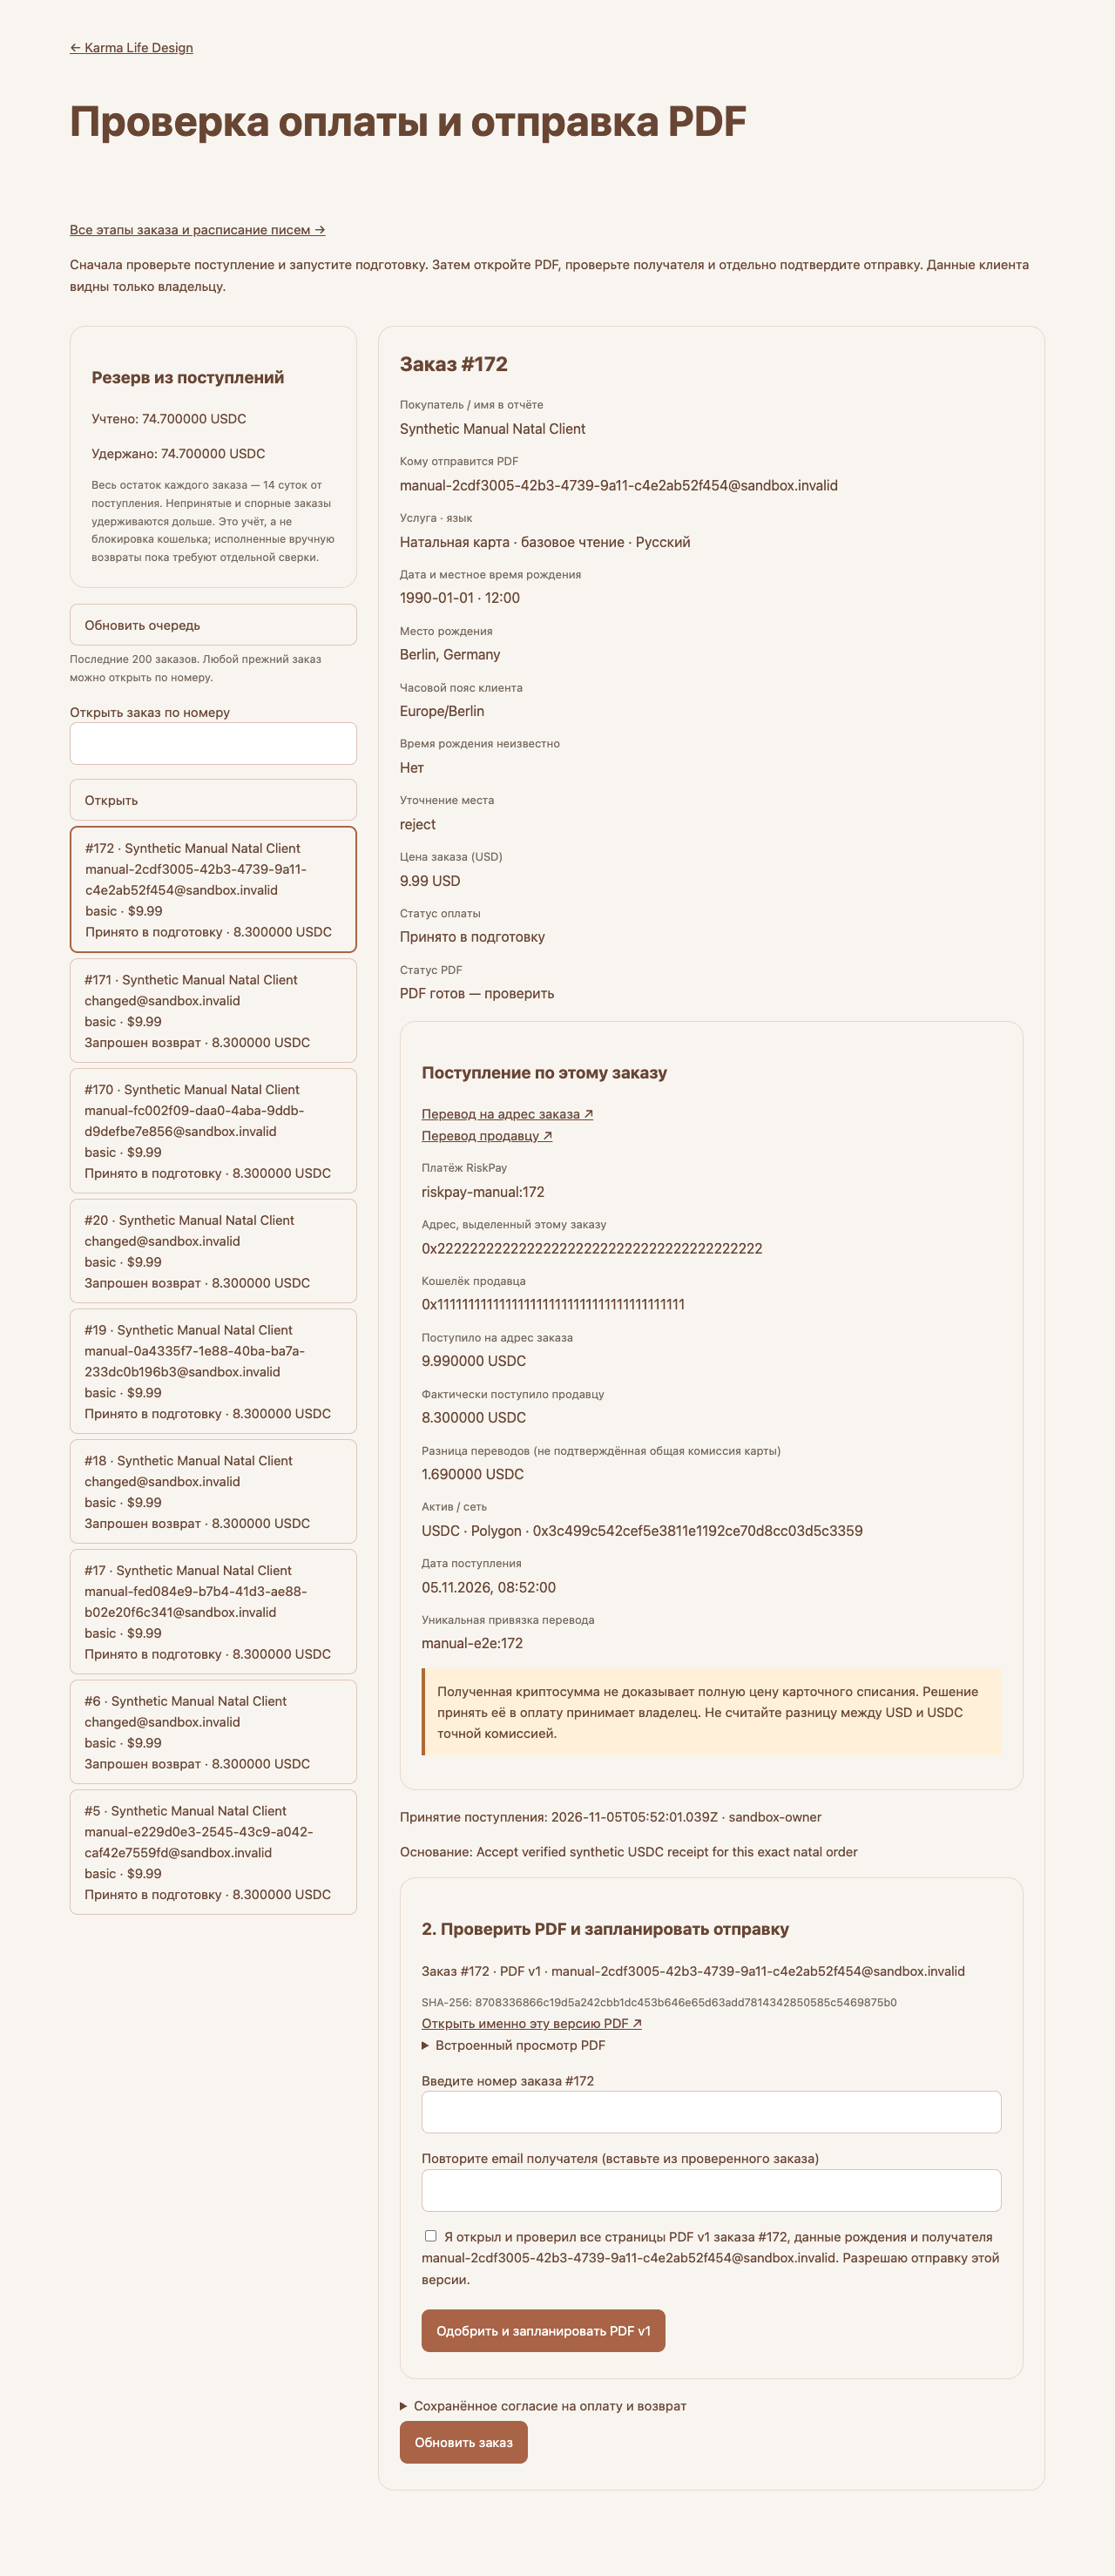 ← Karma Life Design
Проверка оплаты и отправка PDF
Все этапы заказа и расписание писем →
Сначала проверьте поступление и запустите подготовку. Затем откройте PDF, проверьте получателя и отдельно подтвердите отправку. Данные клиента
видны только владельцу.
Резерв из поступлений
Учтено: 74.700000 USDC
Удержано: 74.700000 USDC
Весь остаток каждого заказа — 14 суток от
поступления. Непринятые и спорные заказы
удерживаются дольше. Это учёт, а не
блокировка кошелька; исполненные вручную
возвраты пока требуют отдельной сверки.
Обновить очередь
Последние 200 заказов. Любой прежний заказ
можно открыть по номеру.
Открыть заказ по номеру
Открыть
#172 · Synthetic Manual Natal Client
manual-2cdf3005-42b3-4739-9a11-
c4e2ab52f454@sandbox.invalid
basic · $9.99
Принято в подготовку · 8.300000 USDC
#171 · Synthetic Manual Natal Client
changed@sandbox.invalid
basic · $9.99
Запрошен возврат · 8.300000 USDC
#170 · Synthetic Manual Natal Client
manual-fc002f09-daa0-4aba-9ddb-
d9defbe7e856@sandbox.invalid
basic · $9.99
Принято в подготовку · 8.300000 USDC
#20 · Synthetic Manual Natal Client
changed@sandbox.invalid
basic · $9.99
Запрошен возврат · 8.300000 USDC
#19 · Synthetic Manual Natal Client
manual-0a4335f7-1e88-40ba-ba7a-
233dc0b196b3@sandbox.invalid
basic · $9.99
Принято в подготовку · 8.300000 USDC
#18 · Synthetic Manual Natal Client
changed@sandbox.invalid
basic · $9.99
Запрошен возврат · 8.300000 USDC
#17 · Synthetic Manual Natal Client
manual-fed084e9-b7b4-41d3-ae88-
b02e20f6c341@sandbox.invalid
basic · $9.99
Принято в подготовку · 8.300000 USDC
#6 · Synthetic Manual Natal Client
changed@sandbox.invalid
basic · $9.99
Запрошен возврат · 8.300000 USDC
#5 · Synthetic Manual Natal Client
manual-e229d0e3-2545-43c9-a042-
caf42e7559fd@sandbox.invalid
basic · $9.99
Принято в подготовку · 8.300000 USDC
Заказ #172
Покупатель / имя в отчёте
Synthetic Manual Natal Client
Кому отправится PDF
manual-2cdf3005-42b3-4739-9a11-c4e2ab52f454@sandbox.invalid
Услуга · язык
Натальная карта · базовое чтение · Русский
Дата и местное время рождения
1990-01-01 · 12:00
Место рождения
Berlin, Germany
Часовой пояс клиента
Europe/Berlin
Время рождения неизвестно
Нет
Уточнение места
reject
Цена заказа (USD)
9.99 USD
Статус оплаты
Принято в подготовку
Статус PDF
PDF готов — проверить
Поступление по этому заказу
Перевод на адрес заказа ↗
Перевод продавцу ↗
Платёж RiskPay
riskpay-manual:172
Адрес, выделенный этому заказу
0x2222222222222222222222222222222222222222
Кошелёк продавца
0x1111111111111111111111111111111111111111
Поступило на адрес заказа
9.990000 USDC
Фактически поступило продавцу
8.300000 USDC
Разница переводов (не подтверждённая общая комиссия карты)
1.690000 USDC
Актив / сеть
USDC · Polygon · 0x3c499c542cef5e3811e1192ce70d8cc03d5c3359
Дата поступления
05.11.2026, 08:52:00
Уникальная привязка перевода
manual-e2e:172
Полученная криптосумма не доказывает полную цену карточного списания. Решение
принять её в оплату принимает владелец. Не считайте разницу между USD и USDC
точной комиссией.
Принятие поступления: 2026-11-05T05:52:01.039Z · sandbox-owner
Основание: Accept verified synthetic USDC receipt for this exact natal order
2. Проверить PDF и запланировать отправку
Заказ #172 · PDF v1 · manual-2cdf3005-42b3-4739-9a11-c4e2ab52f454@sandbox.invalid
SHA-256: 8708336866c19d5a242cbb1dc453b646e65d63add7814342850585c5469875b0
Открыть именно эту версию PDF ↗
▶ Встроенный просмотр PDF
Введите номер заказа #172
Повторите email получателя (вставьте из проверенного заказа)
Я открыл и проверил все страницы PDF v1 заказа #172, данные рождения и получателя
manual-2cdf3005-42b3-4739-9a11-c4e2ab52f454@sandbox.invalid. Разрешаю отправку этой
версии.
Одобрить и запланировать PDF v1
▶ Сохранённое согласие на оплату и возврат
Обновить заказ